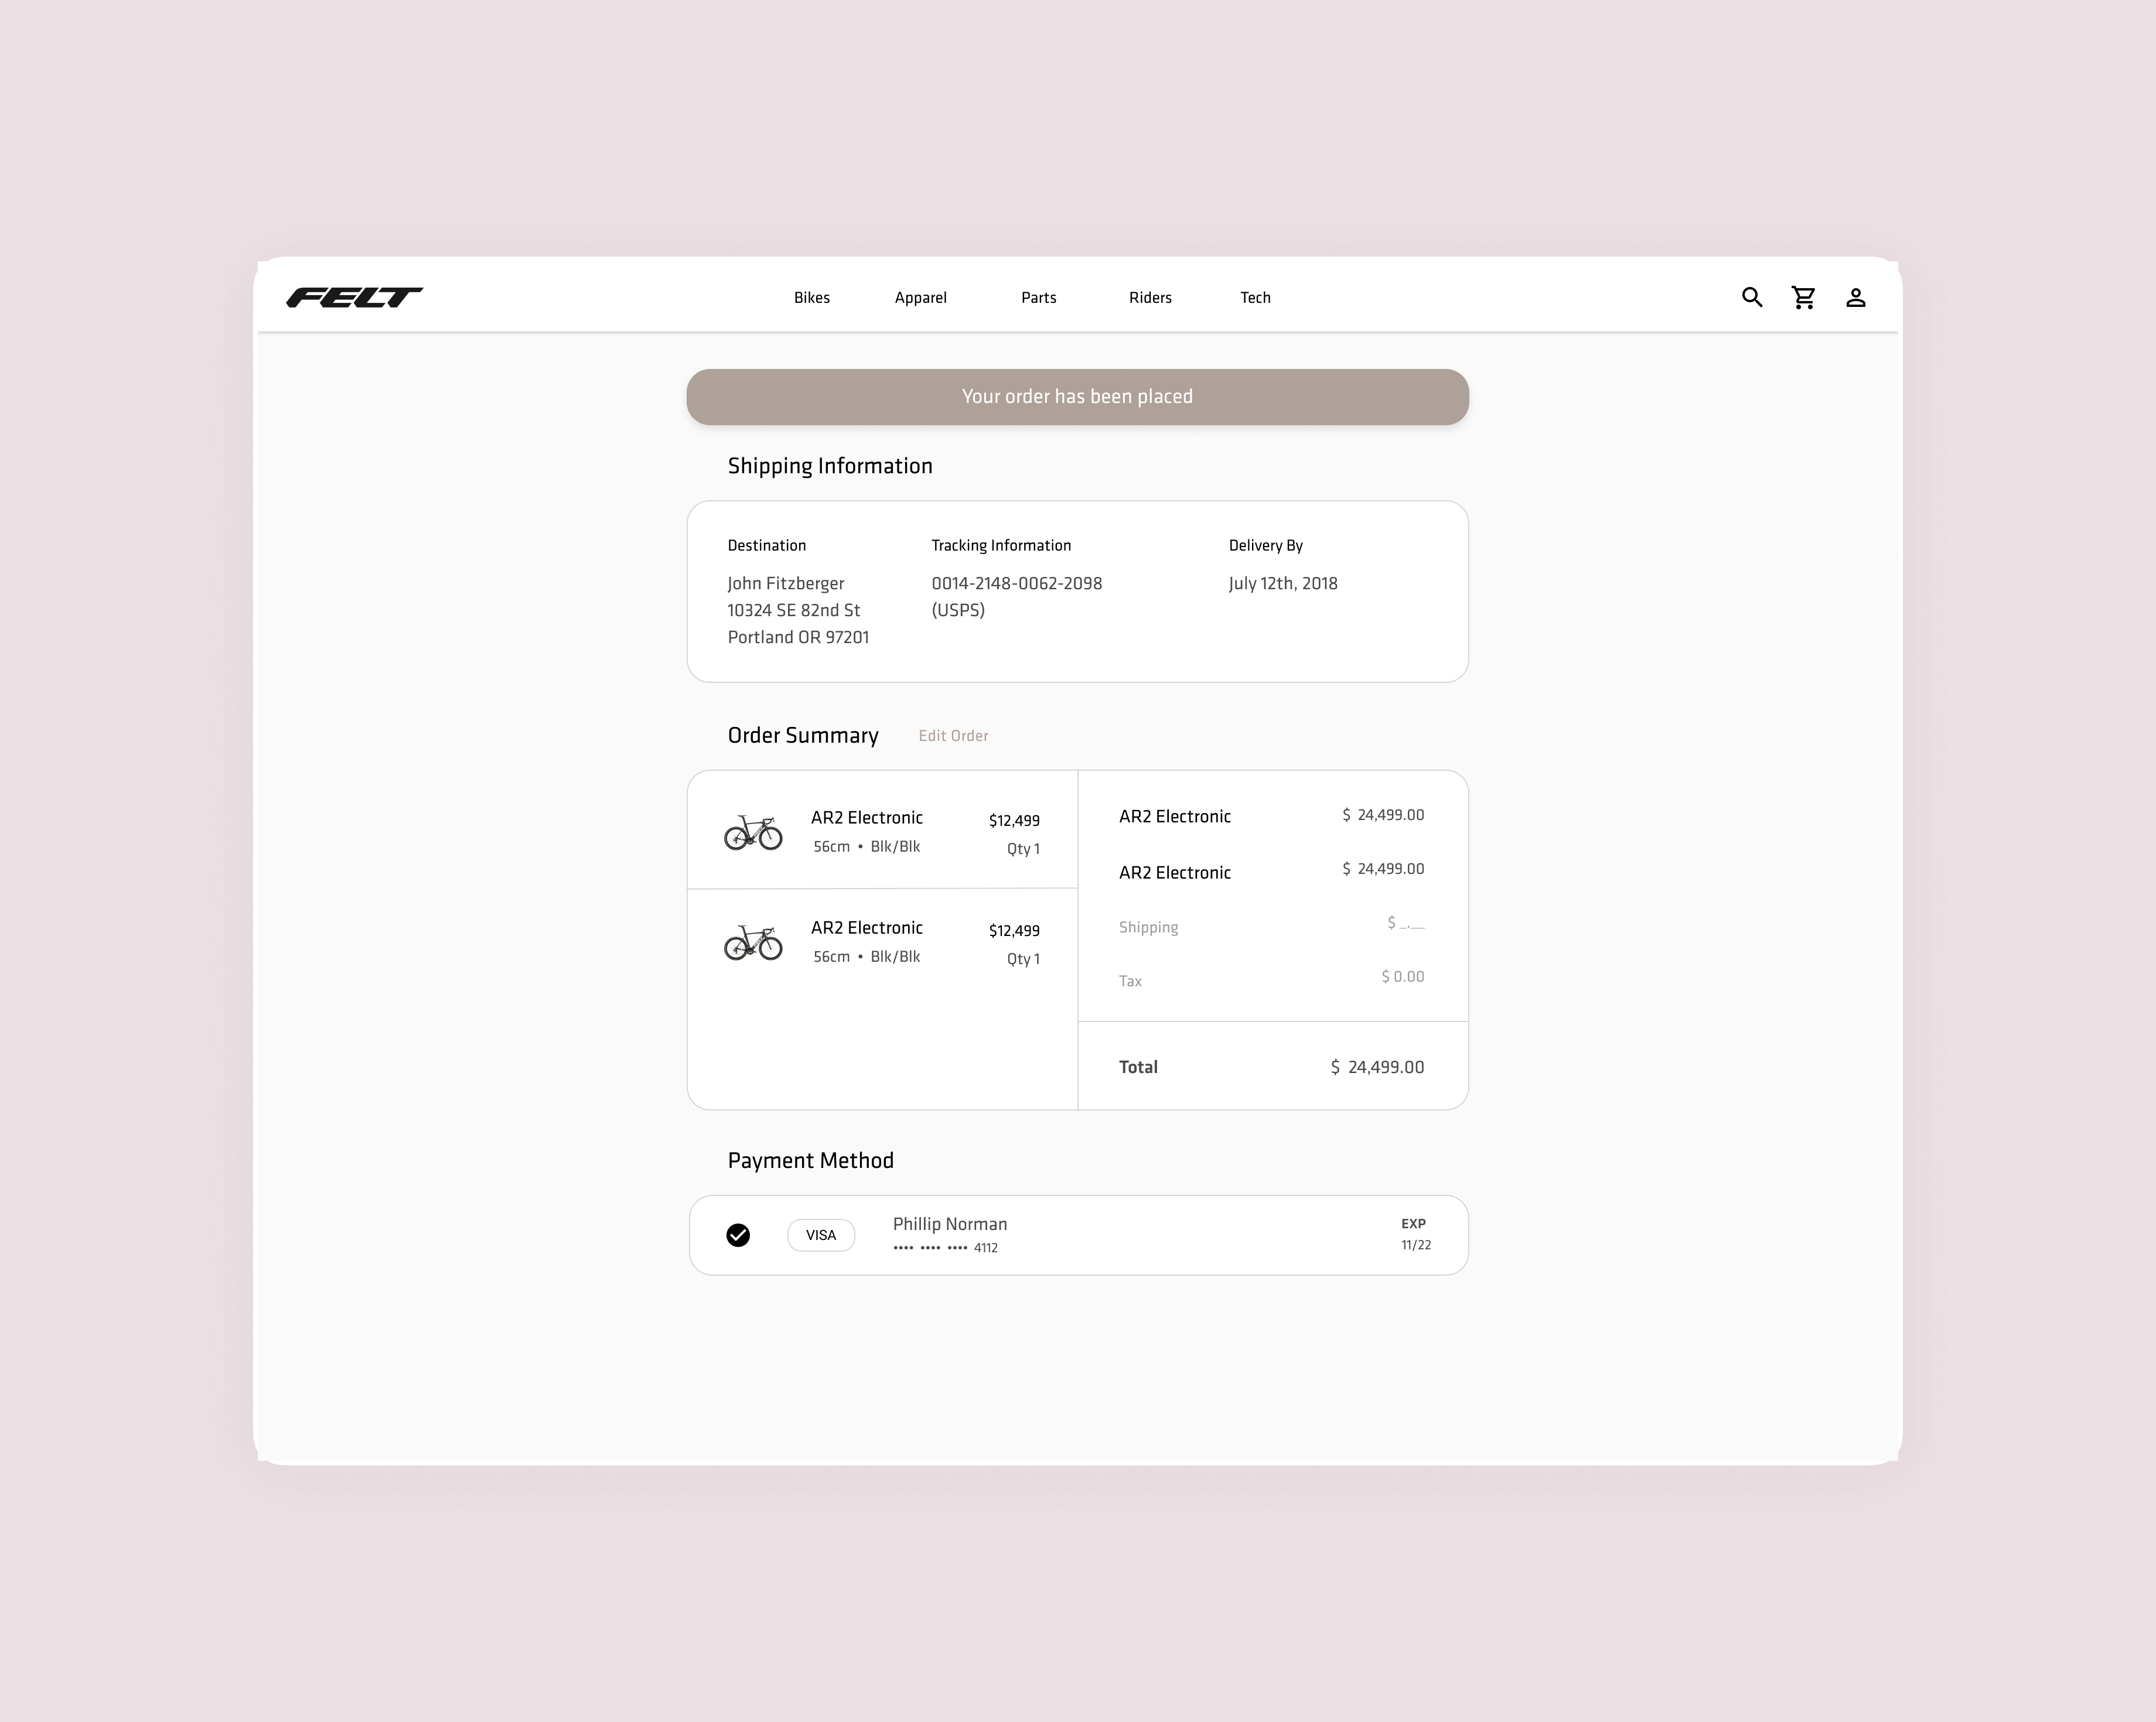 FELT
Bikes Apparel Parts Riders Tech
Your order has been placed
Shipping Information
Destination
John Fitzberger
10324 SE 82nd St
Portland OR 97201
Tracking Information
0014-2148-0062-2098
(USPS)
Delivery By
July 12th, 2018
Order Summary Edit Order
AR2 Electronic $12,499
56cm • Blk/Blk Qty 1
AR2 Electronic $12,499
56cm • Blk/Blk Qty 1
AR2 Electronic $ 24,499.00
AR2 Electronic $ 24,499.00
Shipping $ _.__
Tax $ 0.00
Total $ 24,499.00
Payment Method
VISA
Phillip Norman
•••• •••• •••• 4112
EXP
11/22